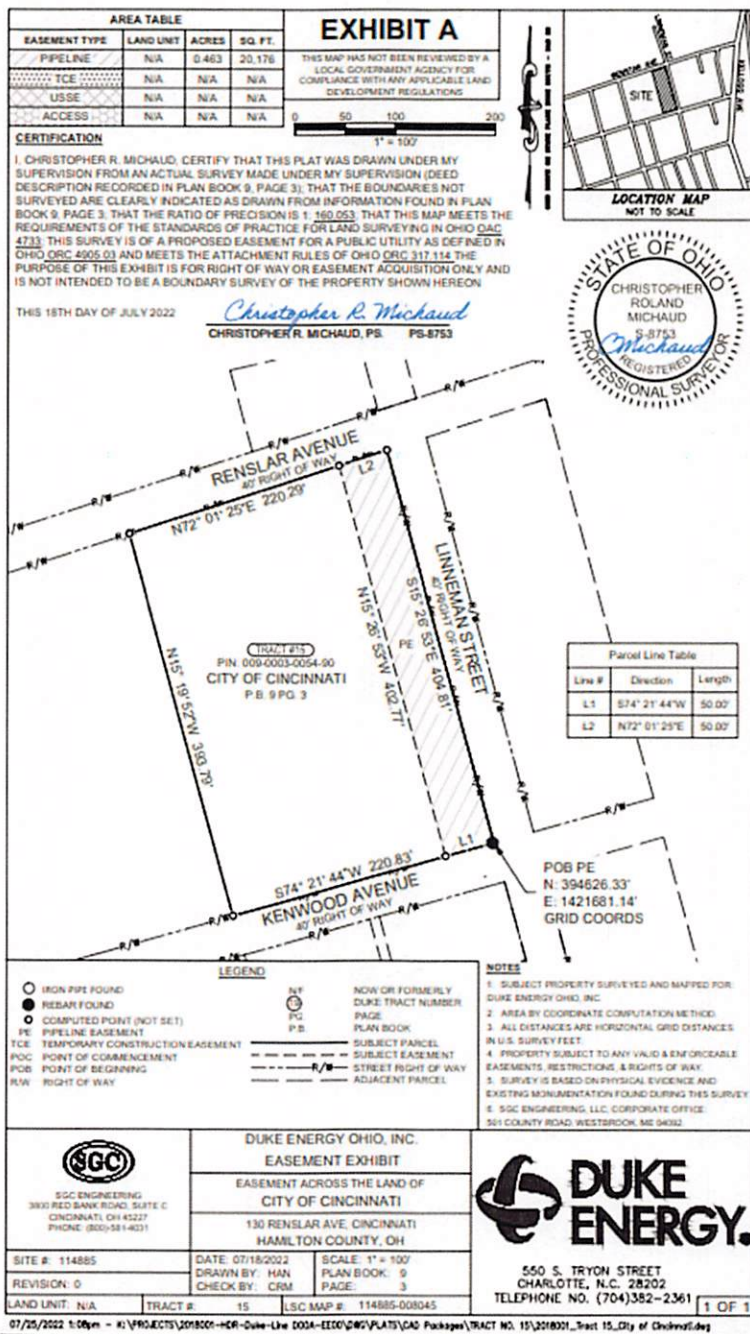 AREA TABLE
EASEMENT TYPE LAND UNIT ACRES SQ. FT.
PIPELINE N/A 0.463 20,176
TCE N/A N/A N/A
USSE N/A N/A N/A
ACCESS N/A N/A N/A
EXHIBIT A
THIS MAP HAS NOT BEEN REVIEWED BY A
LOCAL GOVERNMENT AGENCY FOR
COMPLIANCE WITH ANY APPLICABLE LAND
DEVELOPMENT REGULATIONS
0 50 100 200
1" = 100'
SITE
LOCATION MAP
NOT TO SCALE
CERTIFICATION
I, CHRISTOPHER R. MICHAUD, CERTIFY THAT THIS PLAT WAS DRAWN UNDER MY
SUPERVISION FROM AN ACTUAL SURVEY MADE UNDER MY SUPERVISION (DEED
DESCRIPTION RECORDED IN PLAN BOOK 9, PAGE 3); THAT THE BOUNDARIES NOT
SURVEYED ARE CLEARLY INDICATED AS DRAWN FROM INFORMATION FOUND IN PLAN
BOOK 9, PAGE 3; THAT THE RATIO OF PRECISION IS 1: 160,053; THAT THIS MAP MEETS THE
REQUIREMENTS OF THE STANDARDS OF PRACTICE FOR LAND SURVEYING IN OHIO OAC
4733; THIS SURVEY IS OF A PROPOSED EASEMENT FOR A PUBLIC UTILITY AS DEFINED IN
OHIO ORC 4905.03 AND MEETS THE ATTACHMENT RULES OF OHIO ORC 317.114 THE
PURPOSE OF THIS EXHIBIT IS FOR RIGHT OF WAY OR EASEMENT ACQUISITION ONLY AND
IS NOT INTENDED TO BE A BOUNDARY SURVEY OF THE PROPERTY SHOWN HEREON
THIS 18TH DAY OF JULY 2022
Christopher R. Michaud
CHRISTOPHER R. MICHAUD, PS. PS-8753
STATE OF OHIO
CHRISTOPHER
ROLAND
MICHAUD
S-8753
CMichaud
REGISTERED
PROFESSIONAL SURVEYOR
RENSLAR AVENUE
40' RIGHT OF WAY
N72° 01' 25"E 220.29'
L2
LINNEMAN STREET
40' RIGHT OF WAY
S15° 26' 53"E 404.81'
PE
N15° 26' 53"W 402.77'
N15° 19' 52"W 393.79'
TRACT #15
PIN: 009-0003-0054-90
CITY OF CINCINNATI
P.B. 9 PG. 3
Parcel Line Table
Line # Direction Length
L1 S74° 21' 44"W 50.00'
L2 N72° 01' 25"E 50.00'
L1
S74° 21' 44"W 220.83'
KENWOOD AVENUE
40' RIGHT OF WAY
R/W
POB PE
N: 394626.33'
E: 1421681.14'
GRID COORDS
LEGEND
IRON PIPE FOUND
REBAR FOUND
COMPUTED POINT (NOT SET)
PE PIPELINE EASEMENT
TCE TEMPORARY CONSTRUCTION EASEMENT
POC POINT OF COMMENCEMENT
POB POINT OF BEGINNING
R/W RIGHT OF WAY
N/F NOW OR FORMERLY
DUKE TRACT NUMBER
PG PAGE
P.B. PLAN BOOK
SUBJECT PARCEL
SUBJECT EASEMENT
R/W STREET RIGHT OF WAY
ADJACENT PARCEL
NOTES
1. SUBJECT PROPERTY SURVEYED AND MAPPED FOR:
DUKE ENERGY OHIO, INC.
2. AREA BY COORDINATE COMPUTATION METHOD.
3. ALL DISTANCES ARE HORIZONTAL GRID DISTANCES
IN U.S. SURVEY FEET.
4. PROPERTY SUBJECT TO ANY VALID & ENFORCEABLE
EASEMENTS, RESTRICTIONS, & RIGHTS OF WAY.
5. SURVEY IS BASED ON PHYSICAL EVIDENCE AND
EXISTING MONUMENTATION FOUND DURING THIS SURVEY
6. SGC ENGINEERING, LLC, CORPORATE OFFICE:
501 COUNTY ROAD, WESTBROOK, ME 04092
SGC
SGC ENGINEERING
3800 RED BANK ROAD, SUITE C
CINCINNATI, OH 45227
PHONE: (800)-581-4031
DUKE ENERGY OHIO, INC.
EASEMENT EXHIBIT
EASEMENT ACROSS THE LAND OF
CITY OF CINCINNATI
130 RENSLAR AVE, CINCINNATI
HAMILTON COUNTY, OH
SITE #: 114885
REVISION: 0
DATE: 07/18/2022
DRAWN BY: HAN
CHECK BY: CRM
SCALE: 1" = 100'
PLAN BOOK: 9
PAGE: 3
LAND UNIT: N/A TRACT #: 15 LSC MAP #: 114885-008045
DUKE
ENERGY.
550 S. TRYON STREET
CHARLOTTE, N.C. 28202
TELEPHONE NO. (704)382-2361
1 OF 1